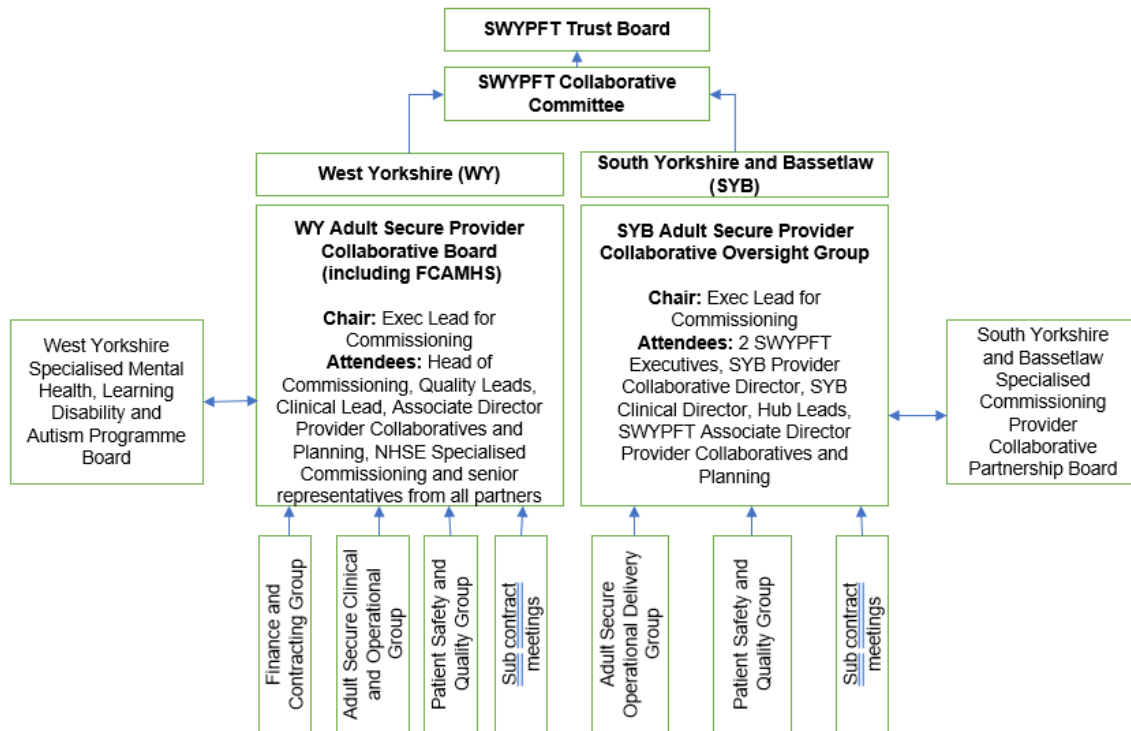 SWYPFT Trust Board
SWYPFT Collaborative
Committee
West Yorkshire (WY)
South Yorkshire and Bassetlaw
(SYB)
WY Adult Secure Provider
Collaborative Board
(including FCAMHS)
Chair: Exec Lead for
Commissioning
Attendees: Head of
Commissioning, Quality Leads,
Clinical Lead, Associate Director
Provider Collaboratives and
Planning, NHSE Specialised
Commissioning and senior
representatives from all partners
SYB Adult Secure Provider
Collaborative Oversight Group
Chair: Exec Lead for
Commissioning
Attendees: 2 SWYPFT
Executives, SYB Provider
Collaborative Director, SYB
Clinical Director, Hub Leads,
SWYPFT Associate Director
Provider Collaboratives and
Planning
West Yorkshire
Specialised Mental
Health, Learning
Disability and
Autism Programme
Board
South Yorkshire
and Bassetlaw
Specialised
Commissioning
Provider
Collaborative
Partnership Board
Finance and
Contracting Group
Adult Secure Clinical
and Operational
Group
Patient Safety and
Quality Group
Sub contract
meetings
Adult Secure
Operational Delivery
Group
Patient Safety and
Quality Group
Sub contract
meetings